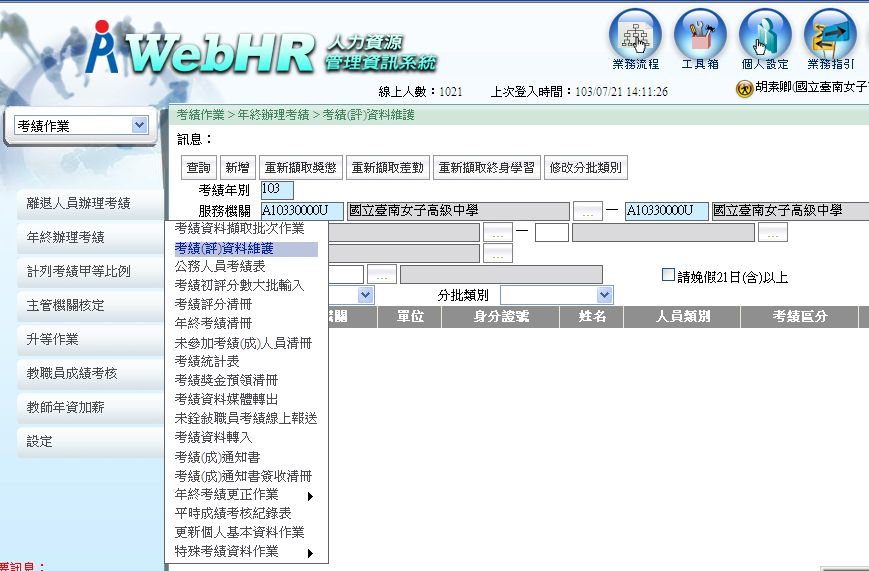 WebHR 人力資源
管理資訊系統
業務流程 工具箱 個人設定 業務指引
線上人數：1021 上次登入時間：103/07/21 14:11:26 胡素卿(國立臺南女子
考績作業
考績作業 > 年終辦理考績 > 考績(評)資料維護
訊息：
查詢 新增 重新擷取獎懲 重新擷取差勤 重新擷取終身學習 修改分批類別
考績年別 103
服務機關 A10330000U 國立臺南女子高級中學 ... — A10330000U 國立臺南女子高級中學
離退人員辦理考績
年終辦理考績
計列考績甲等比例
主管機關核定
升等作業
教職員成績考核
教師年資加薪
設定
考績資料擷取批次作業
... — ...
考績(評)資料維護
...
公務人員考績表
... 請娩假21日(含)以上
考績初評分數大批輸入
分批類別
考績評分清冊
機關 單位 身分證號 姓名 人員類別 考績區分
年終考績清冊
未參加考績(成)人員清冊
考績統計表
考績獎金預領清冊
考績資料媒體轉出
未銓敘職員考績線上報送
考績資料轉入
考績(成)通知書
考績(成)通知書簽收清冊
年終考績更正作業
平時成績考核紀錄表
更新個人基本資料作業
特殊考績資料作業
要訊息：